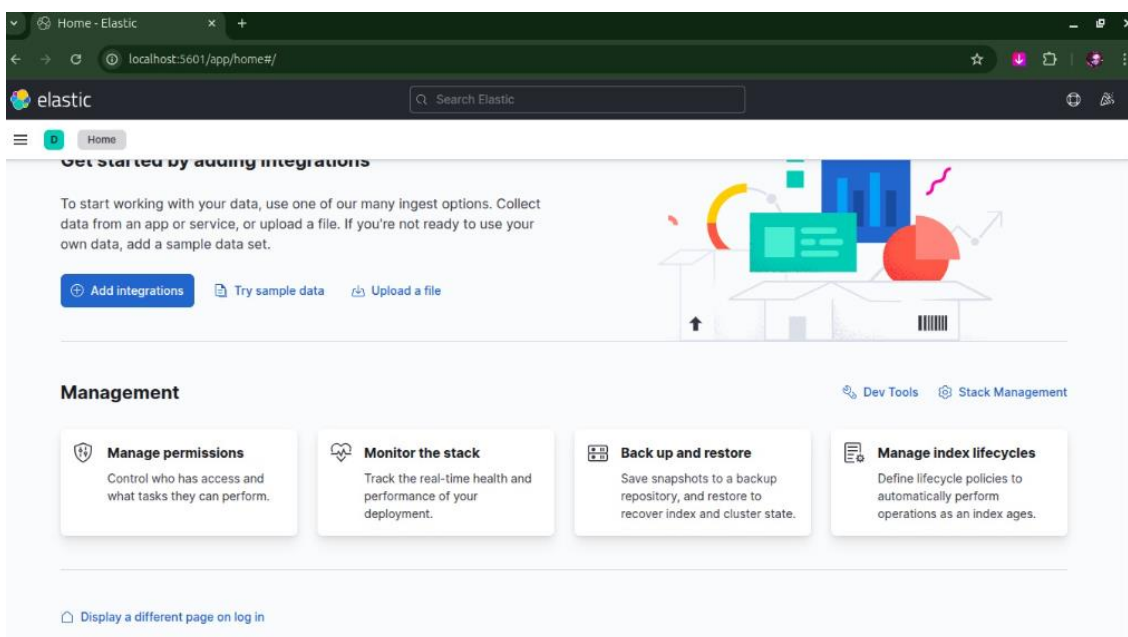 Home - Elastic
localhost:5601/app/home#/
elastic
Search Elastic
D
Home
Get started by adding integrations
To start working with your data, use one of our many ingest options. Collect
data from an app or service, or upload a file. If you're not ready to use your
own data, add a sample data set.
Add integrations
Try sample data
Upload a file
Management
Dev Tools
Stack Management
Manage permissions
Control who has access and
what tasks they can perform.
Monitor the stack
Track the real-time health and
performance of your
deployment.
Back up and restore
Save snapshots to a backup
repository, and restore to
recover index and cluster state.
Manage index lifecycles
Define lifecycle policies to
automatically perform
operations as an index ages.
Display a different page on log in